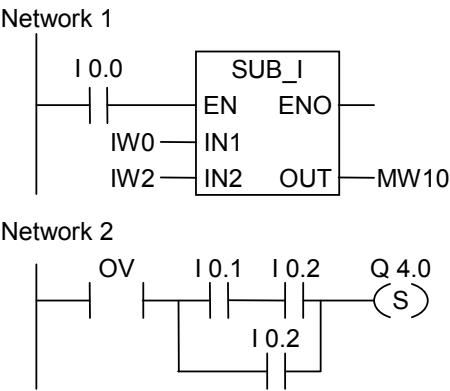 Network 1
I 0.0
SUB_I
EN ENO
IW0 IN1
IW2 IN2 OUT MW10
Network 2
OV I 0.1 I 0.2 Q 4.0
S
I 0.2